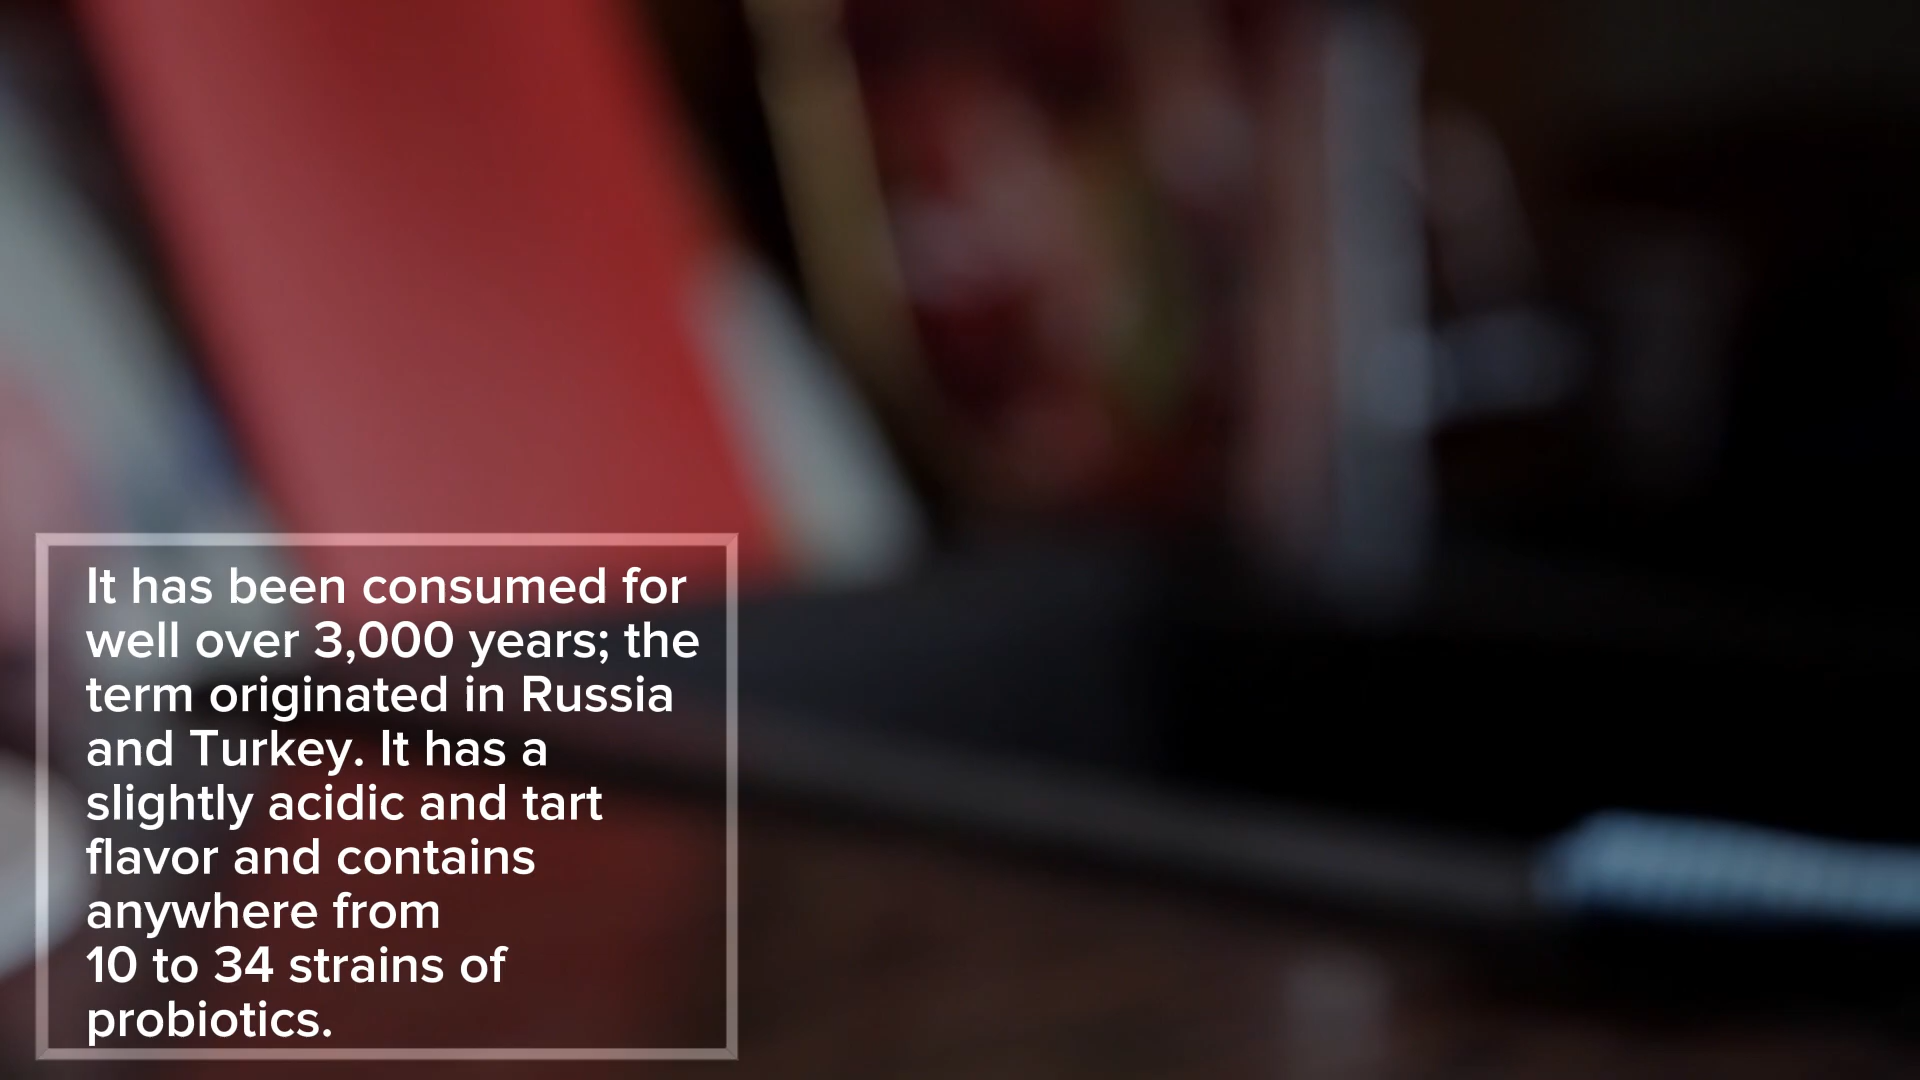 It has been consumed for
well over 3,000 years; the
term originated in Russia
and Turkey. It has a
slightly acidic and tart
flavor and contains
anywhere from
10 to 34 strains of
probiotics.